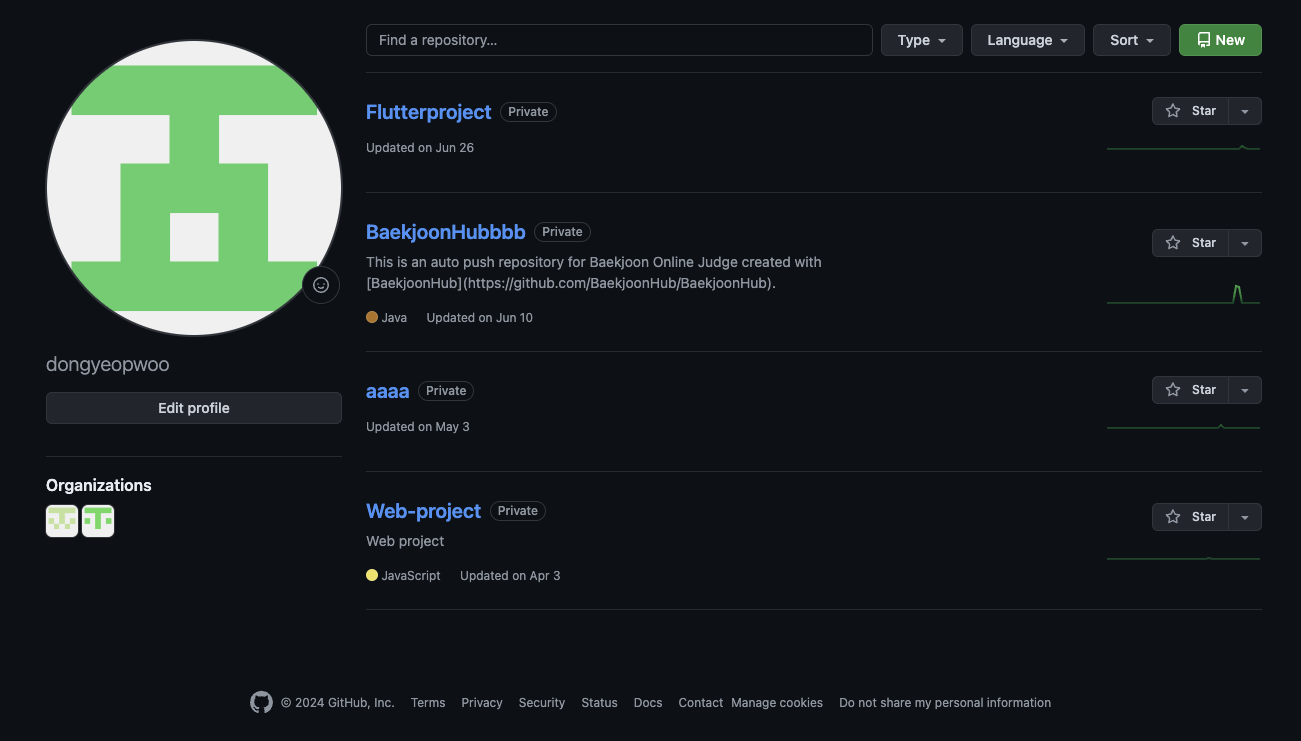 Find a repository...
Type
Language
Sort
New
Flutterproject Private
Star
Updated on Jun 26
BaekjoonHubbbb Private
Star
This is an auto push repository for Baekjoon Online Judge created with
[BaekjoonHub](https://github.com/BaekjoonHub/BaekjoonHub).
Java Updated on Jun 10
dongyeopwoo
Edit profile
Organizations
aaaa Private
Star
Updated on May 3
Web-project Private
Star
Web project
JavaScript Updated on Apr 3
© 2024 GitHub, Inc. Terms Privacy Security Status Docs Contact Manage cookies Do not share my personal information